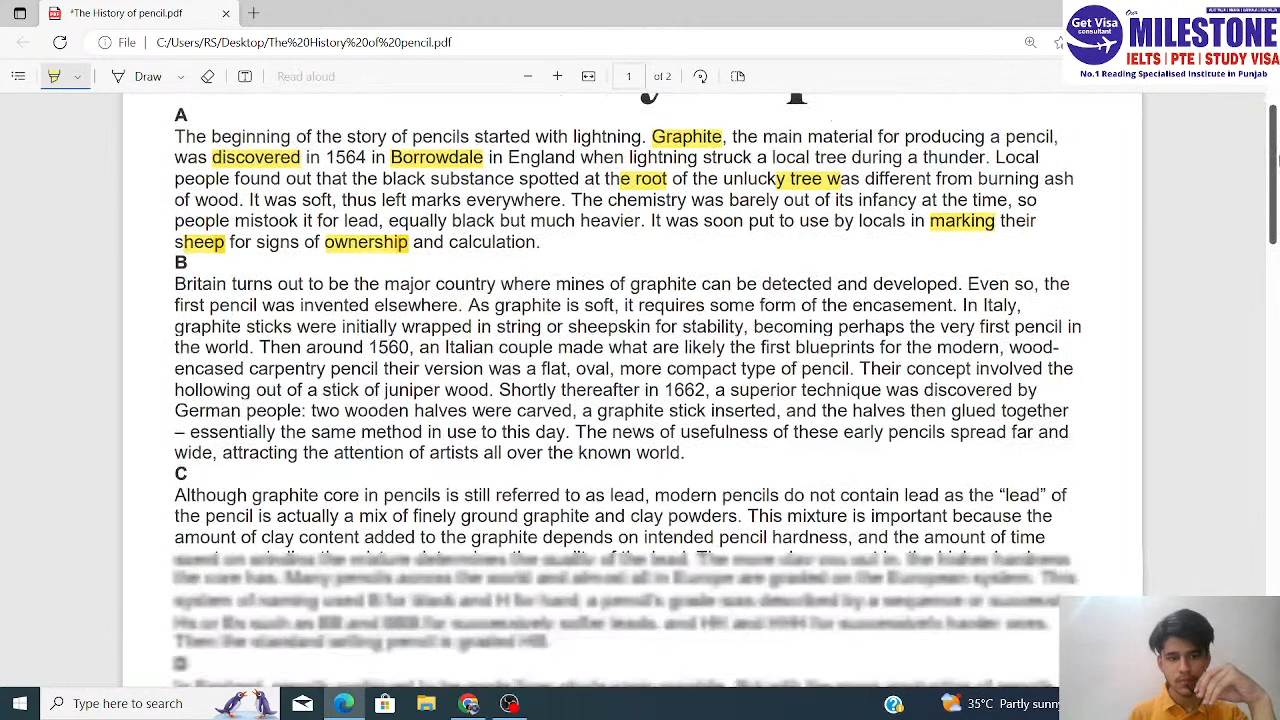 *The History of pencil.pdf
File
C:/Users/RS/Desktop/The%20History%20of%20pencil.pdf
Draw
Read aloud
1
of 2
Get Visa
consultant
MILESTONE
IELTS | PTE | STUDY VISA
No.1 Reading Specialised Institute in Punjab
A
The beginning of the story of pencils started with lightning. Graphite, the main material for producing a pencil,
was discovered in 1564 in Borrowdale in England when lightning struck a local tree during a thunder. Local
people found out that the black substance spotted at the root of the unlucky tree was different from burning ash
of wood. It was soft, thus left marks everywhere. The chemistry was barely out of its infancy at the time, so
people mistook it for lead, equally black but much heavier. It was soon put to use by locals in marking their
sheep for signs of ownership and calculation.
B
Britain turns out to be the major country where mines of graphite can be detected and developed. Even so, the
first pencil was invented elsewhere. As graphite is soft, it requires some form of the encasement. In Italy,
graphite sticks were initially wrapped in string or sheepskin for stability, becoming perhaps the very first pencil in
the world. Then around 1560, an Italian couple made what are likely the first blueprints for the modern, wood-
encased carpentry pencil their version was a flat, oval, more compact type of pencil. Their concept involved the
hollowing out of a stick of juniper wood. Shortly thereafter in 1662, a superior technique was discovered by
German people: two wooden halves were carved, a graphite stick inserted, and the halves then glued together
– essentially the same method in use to this day. The news of usefulness of these early pencils spread far and
wide, attracting the attention of artists all over the known world.
C
Although graphite core in pencils is still referred to as lead, modern pencils do not contain lead as the “lead” of
the pencil is actually a mix of finely ground graphite and clay powders. This mixture is important because the
amount of clay content added to the graphite depends on intended pencil hardness, and the amount of time
Type here to search
35°C Partly sunny